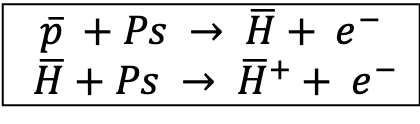 p̄ + Ps → H̅ + e⁻
H̅ + Ps → H̅⁺ + e⁻